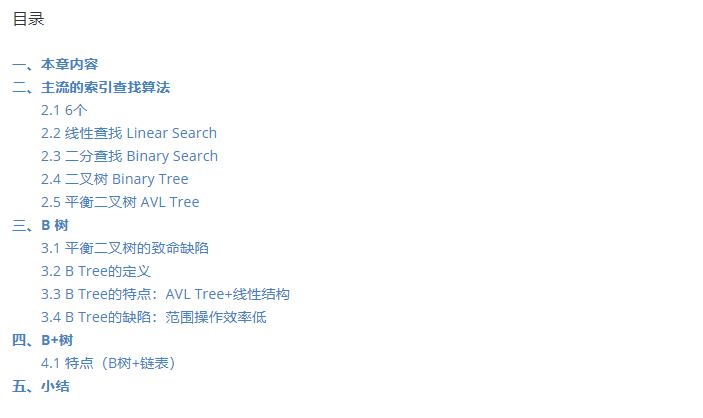 目录
一、本章内容
二、主流的索引查找算法
2.1 6个
2.2 线性查找 Linear Search
2.3 二分查找 Binary Search
2.4 二叉树 Binary Tree
2.5 平衡二叉树 AVL Tree
三、B 树
3.1 平衡二叉树的致命缺陷
3.2 B Tree的定义
3.3 B Tree的特点：AVL Tree+线性结构
3.4 B Tree的缺陷：范围操作效率低
四、B+树
4.1 特点（B树+链表）
五、小结